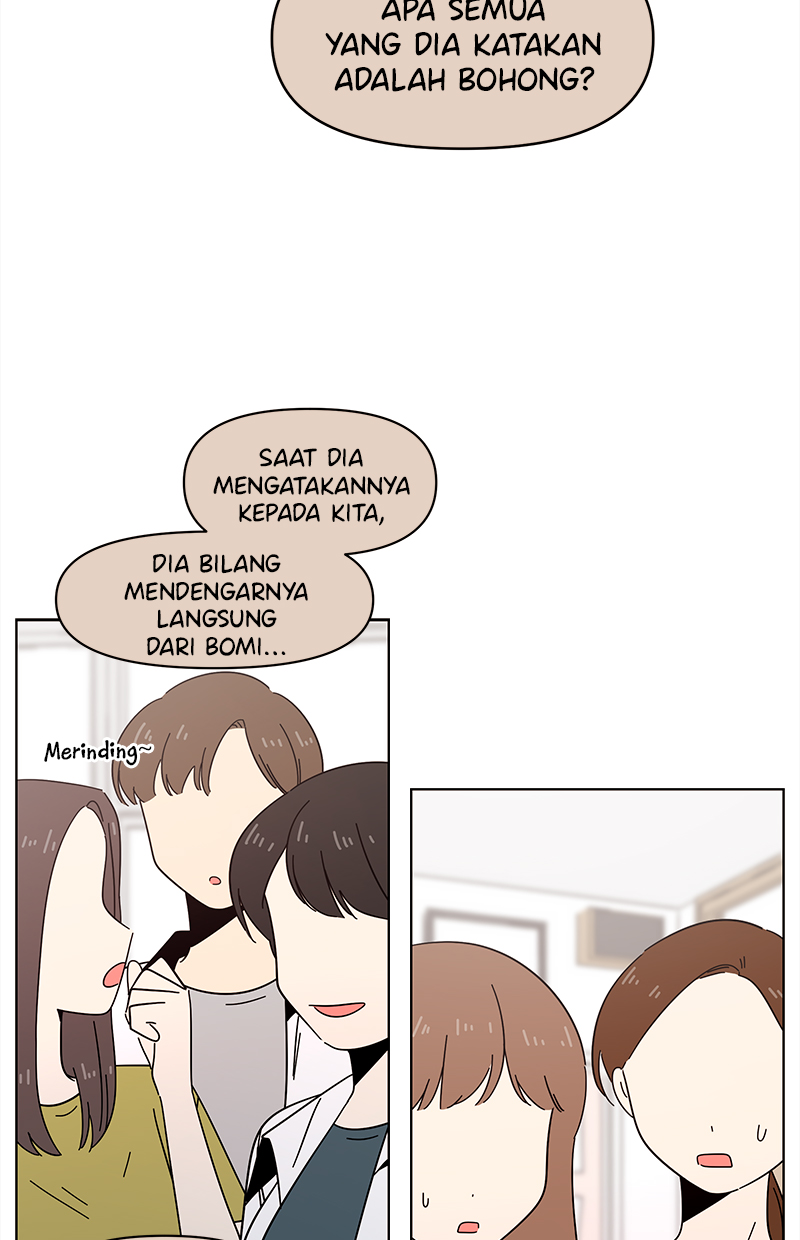 APA SEMUA
YANG DIA KATAKAN
ADALAH BOHONG?
SAAT DIA
MENGATAKANNYA
KEPADA KITA,
DIA BILANG
MENDENGARNYA
LANGSUNG
DARI BOMI...
Merinding~